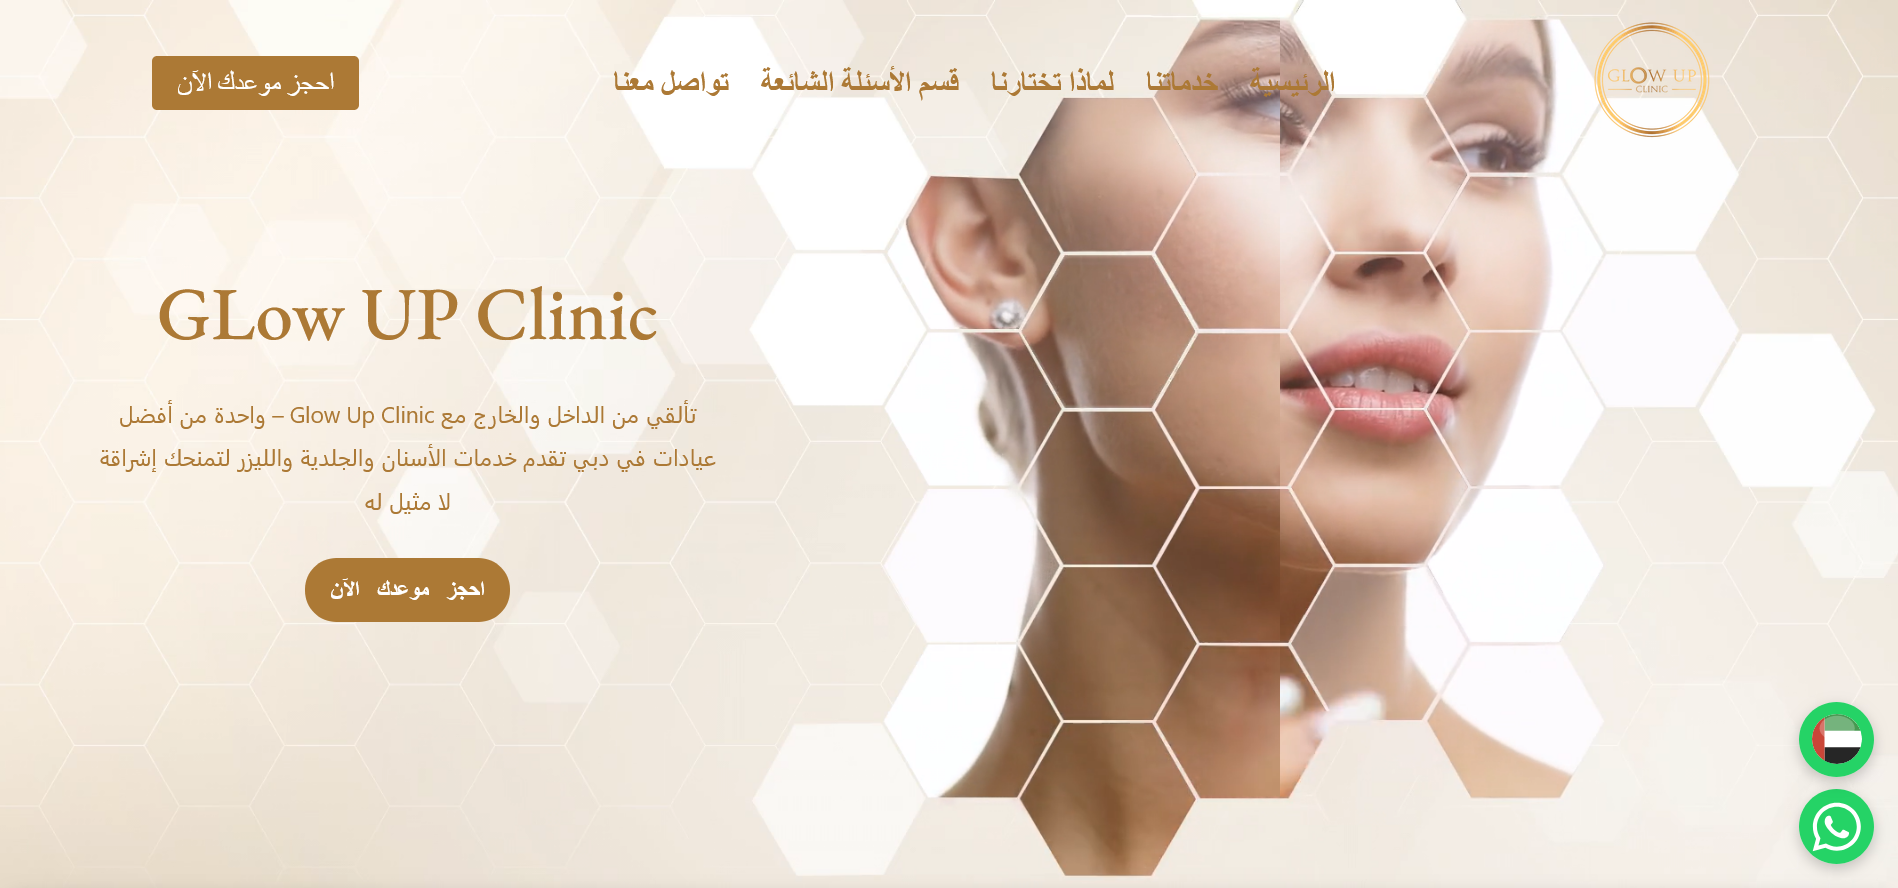 GLOW UP
CLINIC
الرئيسية
خدماتنا
لماذا تختارنا
قسم الأسئلة الشائعة
تواصل معنا
احجز موعدك الآن
GLow UP Clinic
تألقي من الداخل والخارج مع Glow Up Clinic – واحدة من أفضل
عيادات في دبي تقدم خدمات الأسنان والجلدية والليزر لتمنحك إشراقة
لا مثيل له
احجز موعدك الآن